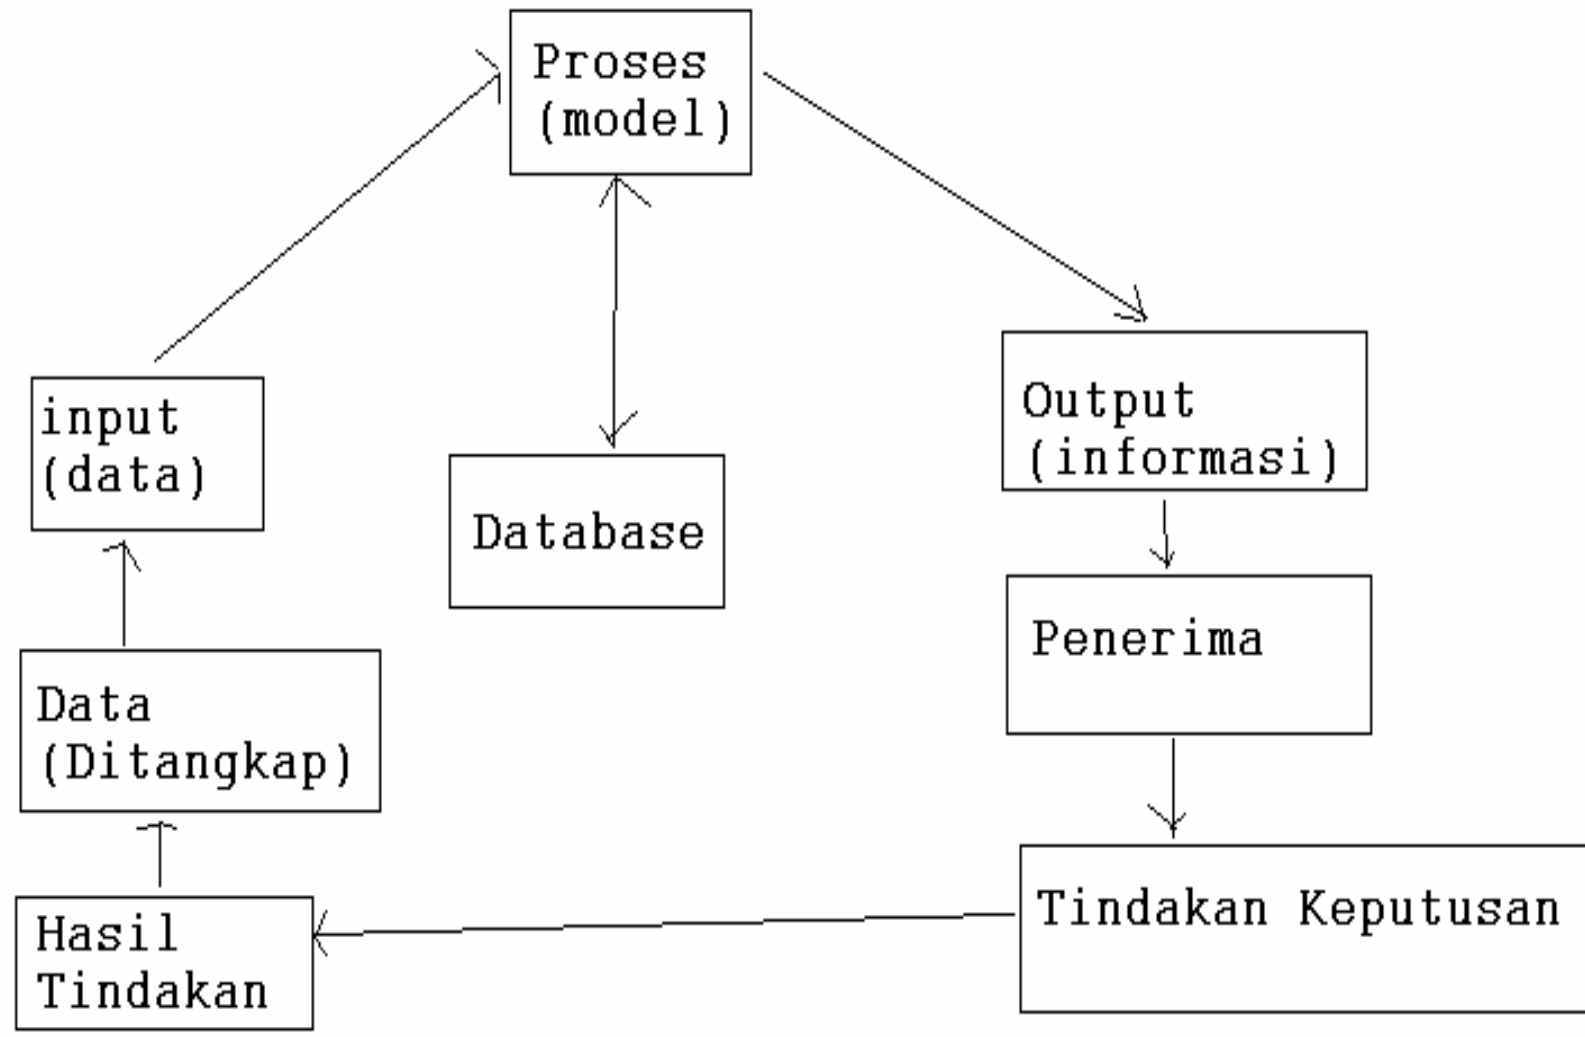 Proses
(model)
input
(data)
Database
Output
(informasi)
Penerima
Data
(Ditangkap)
Hasil
Tindakan
Tindakan Keputusan